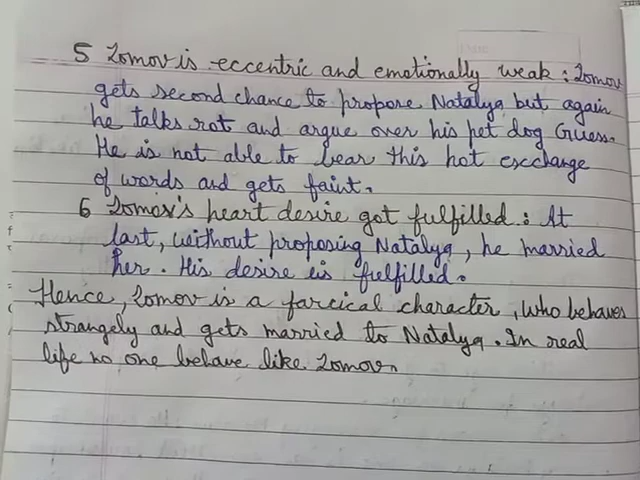 5 Lomov is eccentric and emotionally weak : Lomov
gets second chance to propose Natalya but again
he talks rot and argue over his pet dog Guess.
He is not able to bear this hot exchange
of words and gets faint.
6 Lomov's heart desire got fulfilled : At
last, without proposing Natalya, he married
her. His desire is fulfilled.
Hence, Lomov is a farcical character, who behaves
strangely and gets married to Natalya. In real
life no one behave like Lomov.